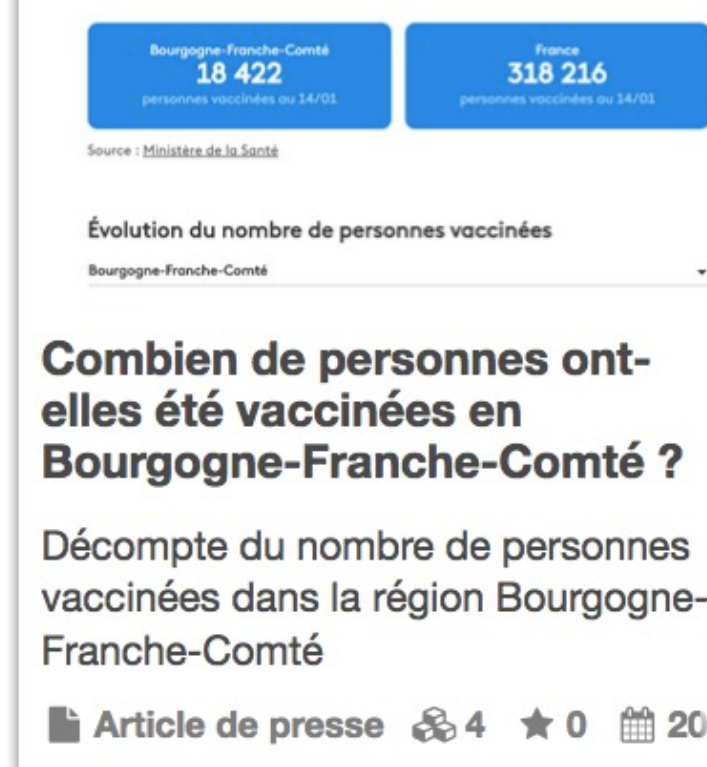 Bourgogne-Franche-Comté
18 422
personnes vaccinées au 14/01
France
318 216
personnes vaccinées au 14/01
Source : Ministère de la Santé
Évolution du nombre de personnes vaccinées
Bourgogne-Franche-Comté
Combien de personnes ont-
elles été vaccinées en
Bourgogne-Franche-Comté ?
Décompte du nombre de personnes
vaccinées dans la région Bourgogne-
Franche-Comté
Article de presse 4 0 20